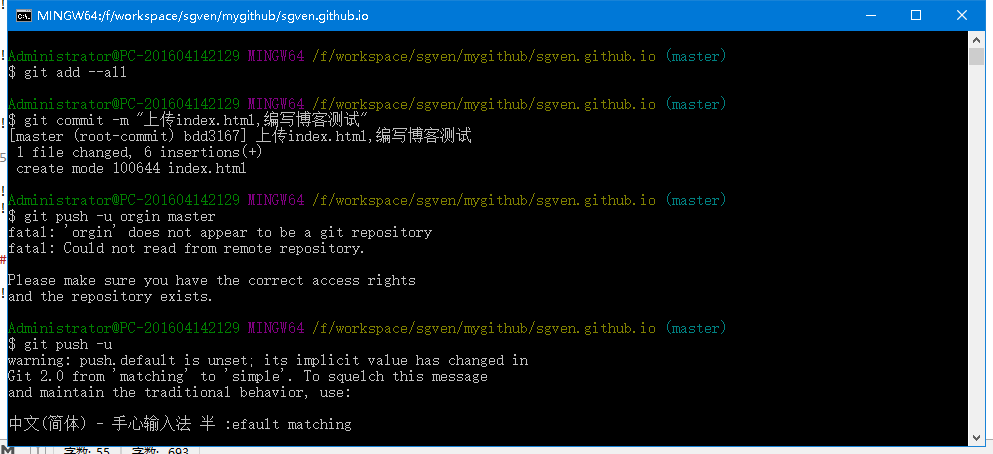 MINGW64:/f/workspace/sgven/mygithub/sgven.github.io
Administrator@PC-201604142129 MINGW64 /f/workspace/sgven/mygithub/sgven.github.io (master)
$ git add --all
Administrator@PC-201604142129 MINGW64 /f/workspace/sgven/mygithub/sgven.github.io (master)
$ git commit -m "上传index.html,编写博客测试"
[master (root-commit) bdd3167] 上传index.html,编写博客测试
 1 file changed, 6 insertions(+)
 create mode 100644 index.html
Administrator@PC-201604142129 MINGW64 /f/workspace/sgven/mygithub/sgven.github.io (master)
$ git push -u orgin master
fatal: 'orgin' does not appear to be a git repository
fatal: Could not read from remote repository.
Please make sure you have the correct access rights
and the repository exists.
Administrator@PC-201604142129 MINGW64 /f/workspace/sgven/mygithub/sgven.github.io (master)
$ git push -u
warning: push.default is unset; its implicit value has changed in
Git 2.0 from 'matching' to 'simple'. To squelch this message
and maintain the traditional behavior, use:
中文(简体) - 手心输入法 半 :efault matching
字数: 55 字数: 693